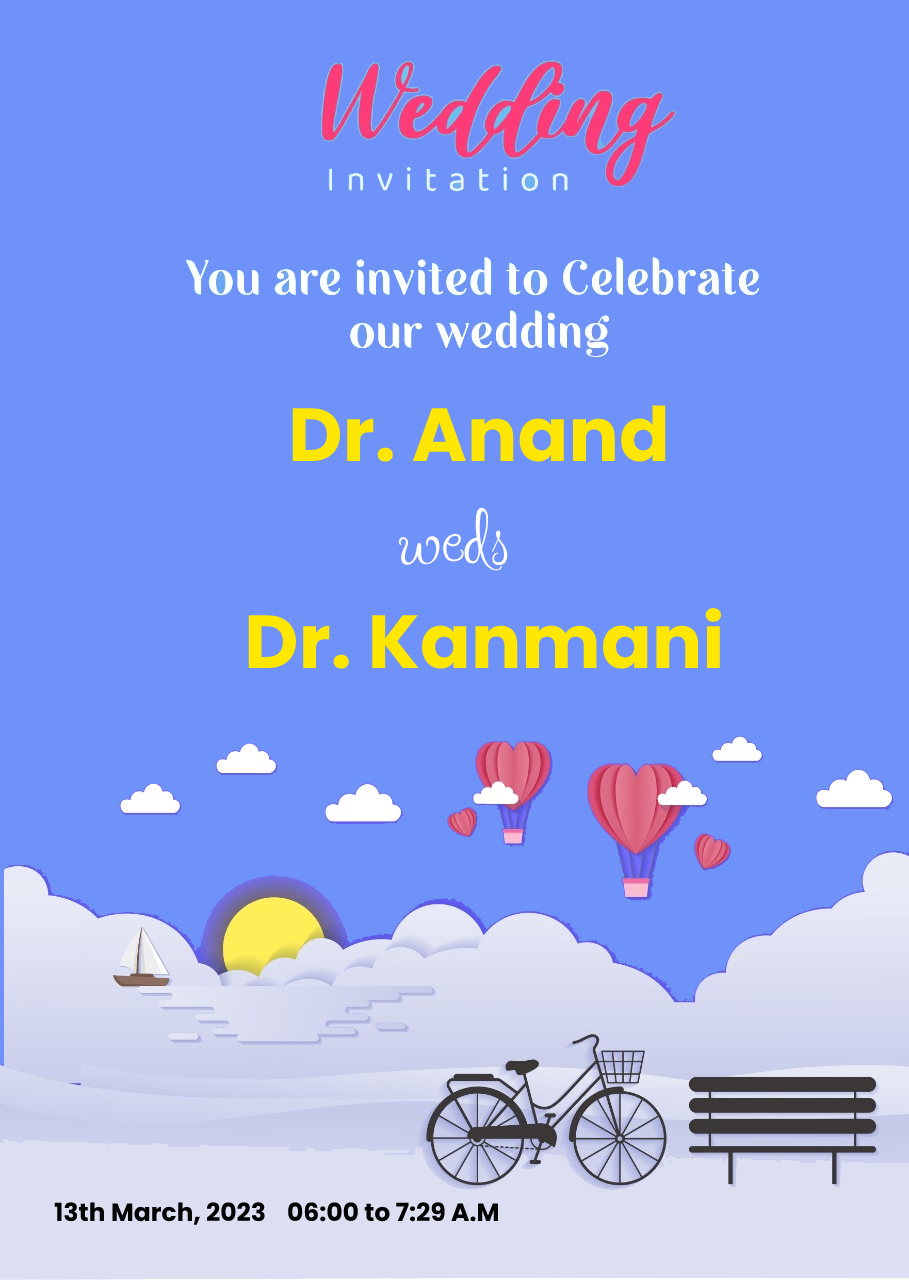 Wedding
Invitation
You are invited to Celebrate
our wedding
Dr. Anand
weds
Dr. Kanmani
13th March, 2023 06:00 to 7:29 A.M